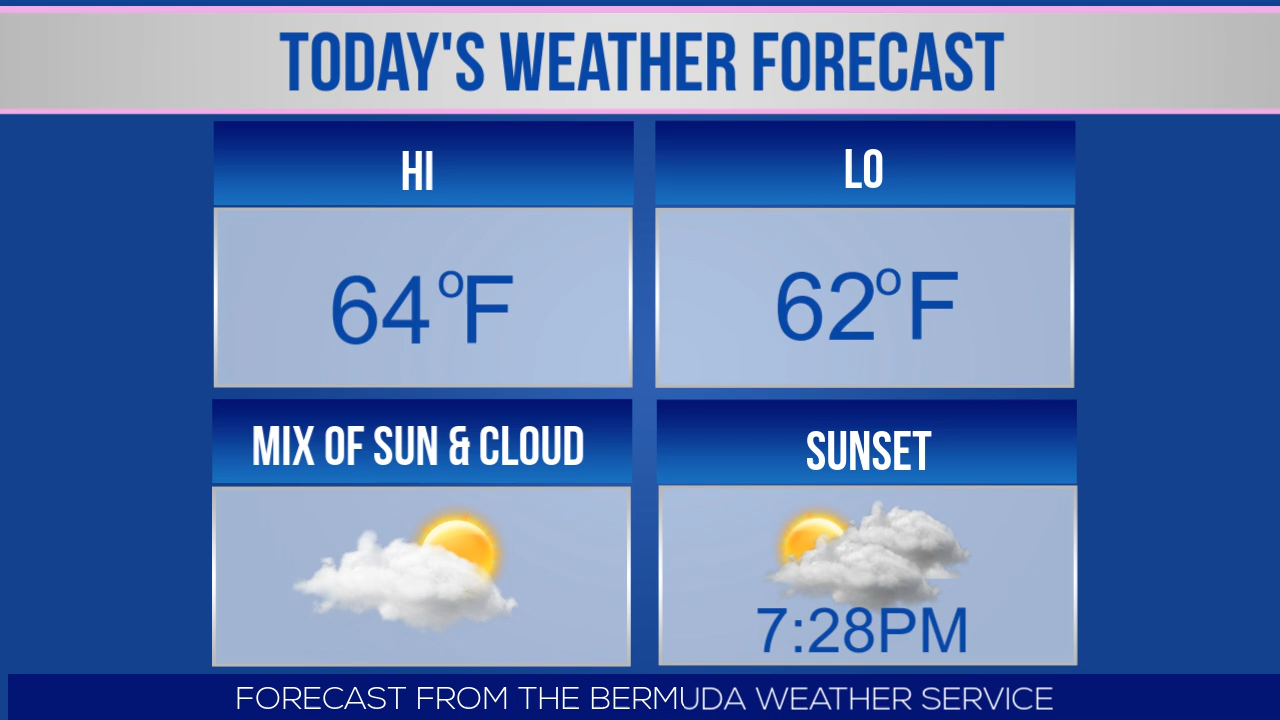 TODAY'S WEATHER FORECAST
HI
LO
64ºF
62ºF
MIX OF SUN & CLOUD
SUNSET
7:28PM
FORECAST FROM THE BERMUDA WEATHER SERVICE